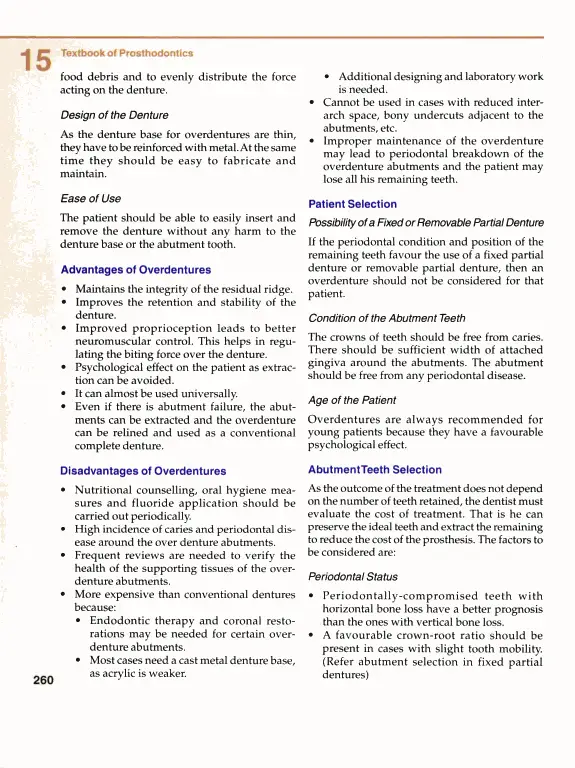 15 Textbook of Prosthodontics
food debris and to evenly distribute the force
acting on the denture.
Design of the Denture
As the denture base for overdentures are thin,
they have to be reinforced with metal. At the same
time they should be easy to fabricate and
maintain.
Ease of Use
The patient should be able to easily insert and
remove the denture without any harm to the
denture base or the abutment tooth.
Advantages of Overdentures
• Maintains the integrity of the residual ridge.
• Improves the retention and stability of the
denture.
• Improved proprioception leads to better
neuromuscular control. This helps in regu-
lating the biting force over the denture.
• Psychological effect on the patient as extrac-
tion can be avoided.
• It can almost be used universally.
• Even if there is abutment failure, the abut-
ments can be extracted and the overdenture
can be relined and used as a conventional
complete denture.
Disadvantages of Overdentures
• Nutritional counselling, oral hygiene mea-
sures and fluoride application should be
carried out periodically.
• High incidence of caries and periodontal dis-
ease around the over denture abutments.
• Frequent reviews are needed to verify the
health of the supporting tissues of the over-
denture abutments.
• More expensive than conventional dentures
because:
• Endodontic therapy and coronal resto-
rations may be needed for certain over-
denture abutments.
• Most cases need a cast metal denture base,
as acrylic is weaker.
• Additional designing and laboratory work
is needed.
• Cannot be used in cases with reduced inter-
arch space, bony undercuts adjacent to the
abutments, etc.
• Improper maintenance of the overdenture
may lead to periodontal breakdown of the
overdenture abutments and the patient may
lose all his remaining teeth.
Patient Selection
Possibility of a Fixed or Removable Partial Denture
If the periodontal condition and position of the
remaining teeth favour the use of a fixed partial
denture or removable partial denture, then an
overdenture should not be considered for that
patient.
Condition of the Abutment Teeth
The crowns of teeth should be free from caries.
There should be sufficient width of attached
gingiva around the abutments. The abutment
should be free from any periodontal disease.
Age of the Patient
Overdentures are always recommended for
young patients because they have a favourable
psychological effect.
Abutment Teeth Selection
As the outcome of the treatment does not depend
on the number of teeth retained, the dentist must
evaluate the cost of treatment. That is he can
preserve the ideal teeth and extract the remaining
to reduce the cost of the prosthesis. The factors to
be considered are:
Periodontal Status
• Periodontally-compromised teeth with
horizontal bone loss have a better prognosis
than the ones with vertical bone loss.
• A favourable crown-root ratio should be
present in cases with slight tooth mobility.
(Refer abutment selection in fixed partial
dentures)
260